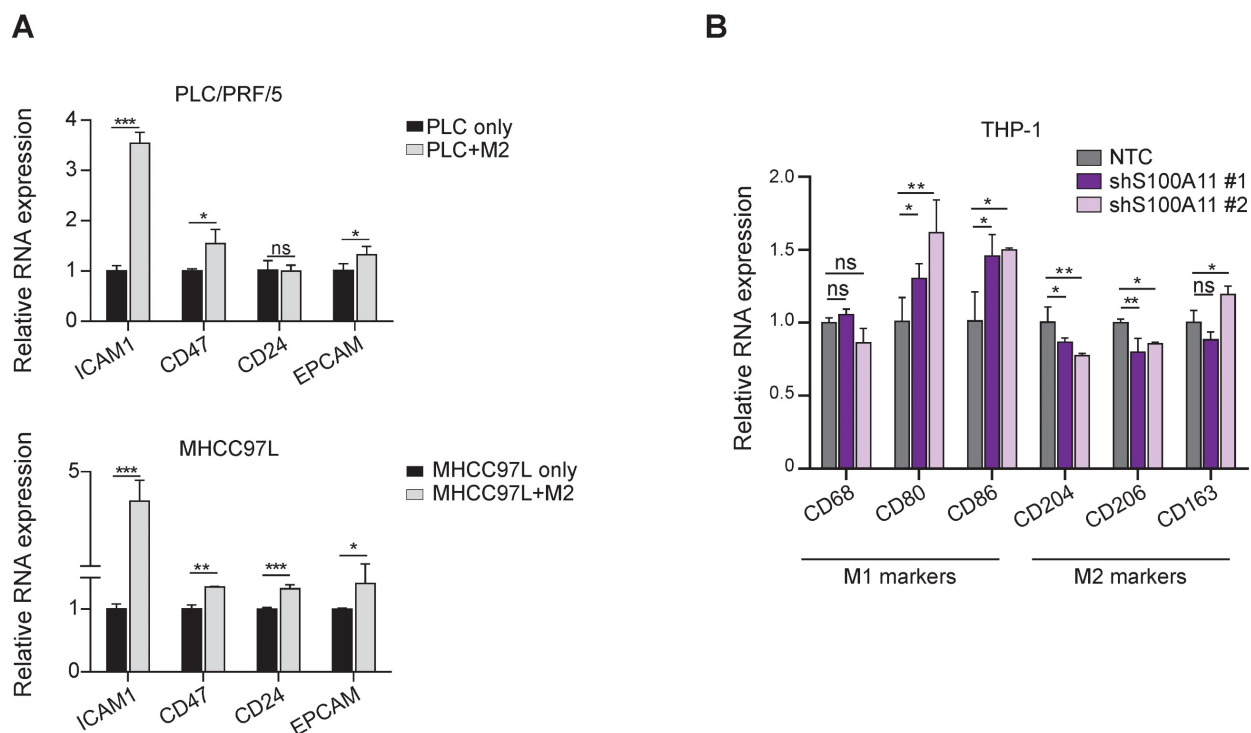 A
PLC/PRF/5
Relative RNA expression
4
3
2
1
0
***
*
ns
*
PLC only
PLC+M2
ICAM1
CD47
CD24
EPCAM
MHCC97L
Relative RNA expression
5
1
0
***
**
***
*
MHCC97L only
MHCC97L+M2
ICAM1
CD47
CD24
EPCAM
B
THP-1
NTC
shS100A11 #1
shS100A11 #2
Relative RNA expression
2.0
1.5
1.0
0.5
0
ns
ns
**
*
*
*
**
*
*
**
*
ns
CD68
CD80
CD86
CD204
CD206
CD163
M1 markers
M2 markers